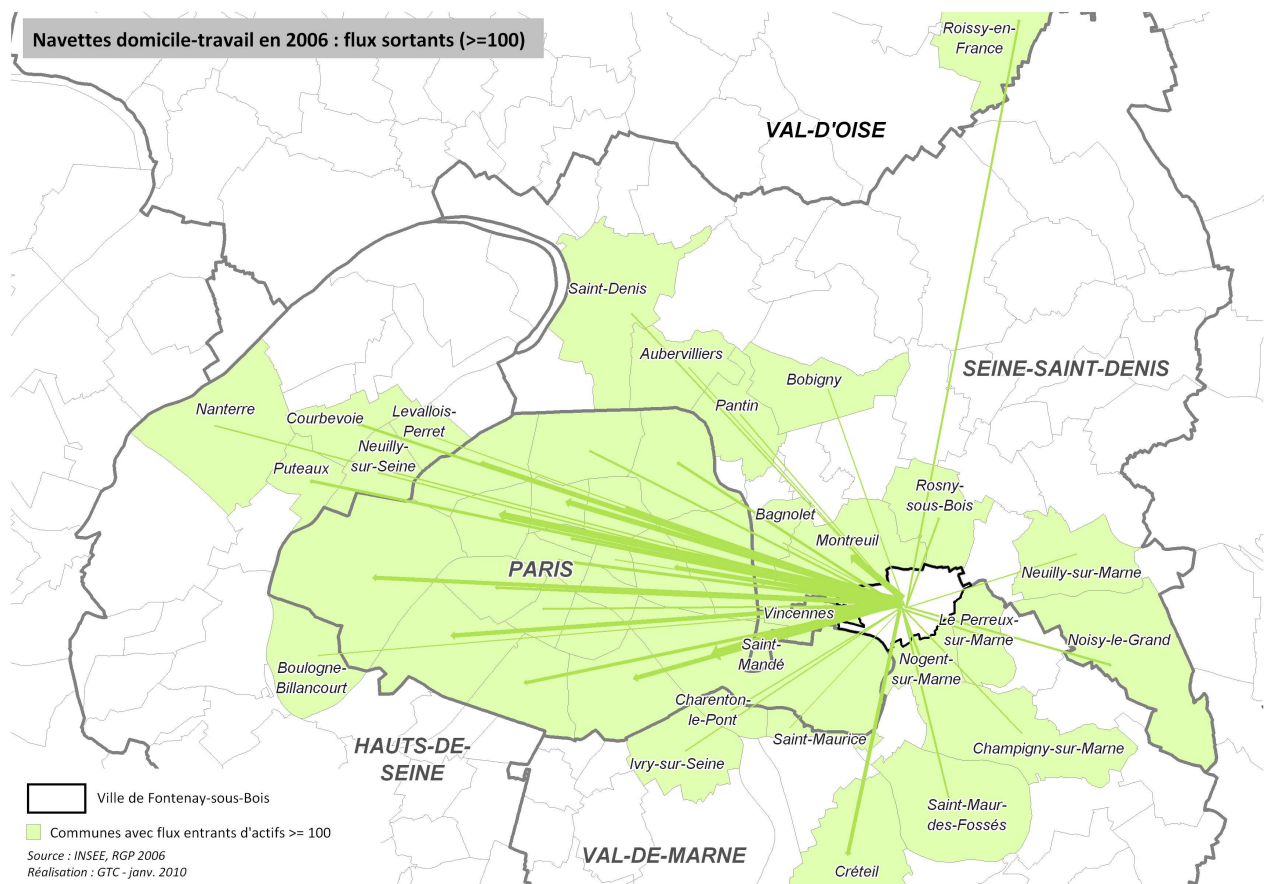 Navettes domicile-travail en 2006 : flux sortants (>=100)
Roissy-en-
France
VAL-D'OISE
Saint-Denis
Aubervilliers
SEINE-SAINT-DENIS
Bobigny
Pantin
Nanterre
Courbevoie
Levallois-
Perret
Neuilly-
sur-Seine
Puteaux
Rosny-
sous-Bois
Bagnolet
Montreuil
PARIS
Neuilly-sur-Marne
Vincennes
Le Perreux-
sur-Marne
Noisy-le-Grand
Saint-
Mandé
Nogent-
sur-Marne
Boulogne-
Billancourt
Charenton-
le-Pont
Saint-Maurice
Champigny-sur-Marne
HAUTS-DE-
SEINE
Ivry-sur-Seine
Saint-Maur-
des-Fossés
VAL-DE-MARNE
Créteil
Ville de Fontenay-sous-Bois
Communes avec flux entrants d'actifs >= 100
Source : INSEE, RGP 2006
Réalisation : GTC - janv. 2010